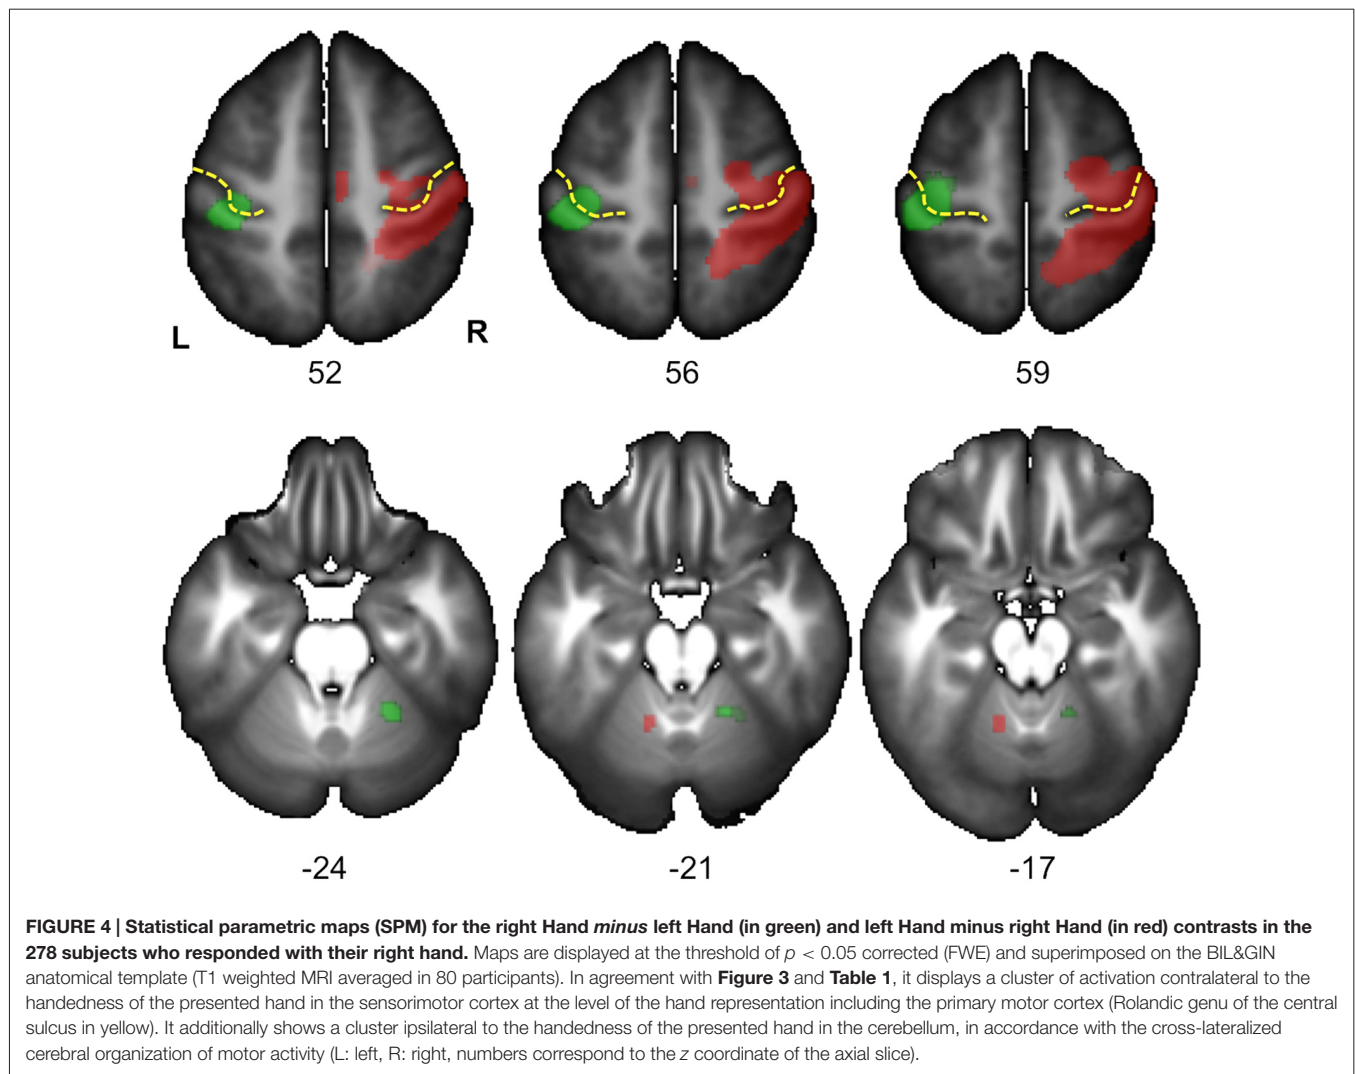 L
R
52
56
59
-24
-21
-17
FIGURE 4 | Statistical parametric maps (SPM) for the right Hand minus left Hand (in green) and left Hand minus right Hand (in red) contrasts in the
278 subjects who responded with their right hand. Maps are displayed at the threshold of p < 0.05 corrected (FWE) and superimposed on the BIL&GIN
anatomical template (T1 weighted MRI averaged in 80 participants). In agreement with Figure 3 and Table 1, it displays a cluster of activation contralateral to the
handedness of the presented hand in the sensorimotor cortex at the level of the hand representation including the primary motor cortex (Rolandic genu of the central
sulcus in yellow). It additionally shows a cluster ipsilateral to the handedness of the presented hand in the cerebellum, in accordance with the cross-lateralized
cerebral organization of motor activity (L: left, R: right, numbers correspond to the z coordinate of the axial slice).